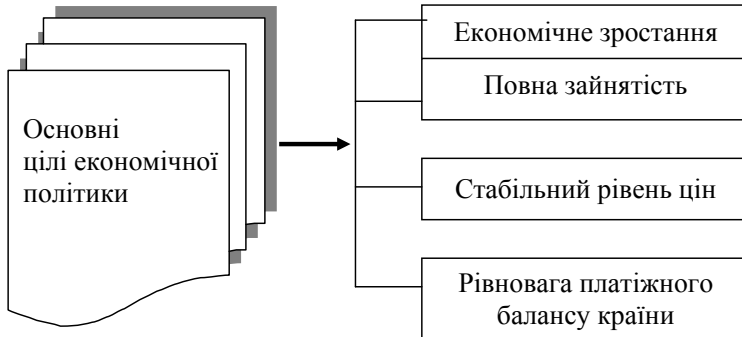 Основні
цілі економічної
політики
Економічне зростання
Повна зайнятість
Стабільний рівень цін
Рівновага платіжного
балансу країни